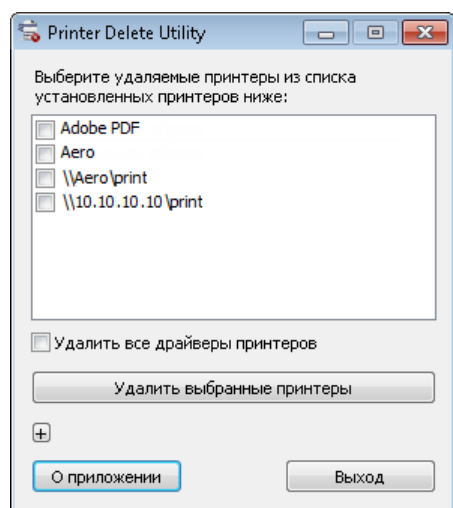 Printer Delete Utility
Выберите удаляемые принтеры из списка
установленных принтеров ниже:
Adobe PDF
Aero
\\Aero\print
\\10.10.10.10\print
Удалить все драйверы принтеров
Удалить выбранные принтеры
О приложении
Выход